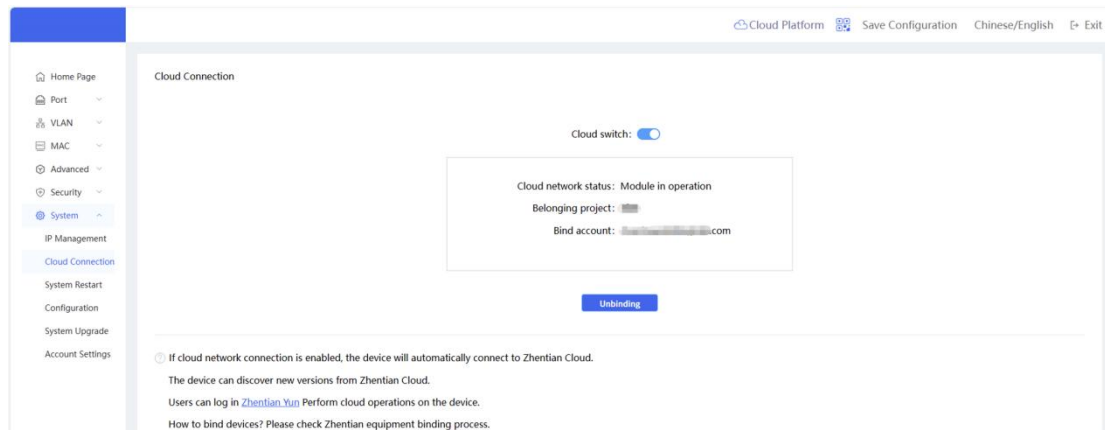 Cloud Platform Save Configuration Chinese/English Exit
Home Page
Port
VLAN
MAC
Advanced
Security
System
IP Management
Cloud Connection
System Restart
Configuration
System Upgrade
Account Settings
Cloud Connection
Cloud switch:
Cloud network status: Module in operation
Belonging project:
Bind account: .com
Unbinding
If cloud network connection is enabled, the device will automatically connect to Zhentian Cloud.
The device can discover new versions from Zhentian Cloud.
Users can log in Zhentian Yun Perform cloud operations on the device.
How to bind devices? Please check Zhentian equipment binding process.